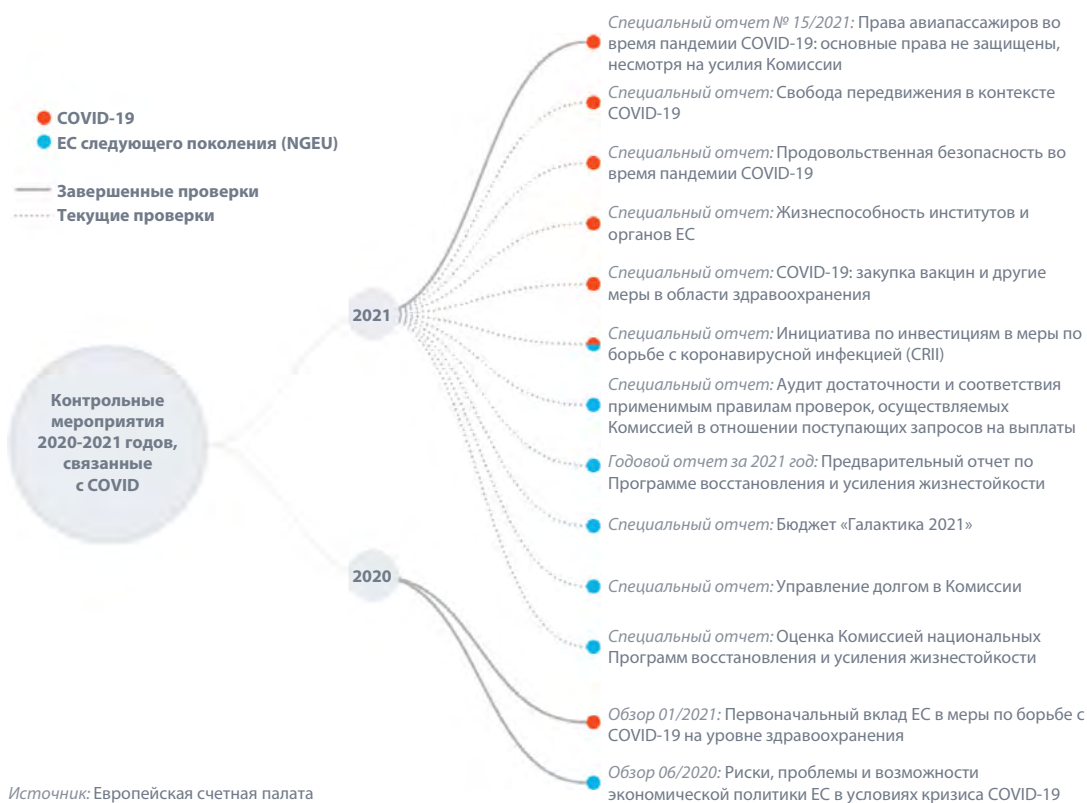 COVID-19
ЕС следующего поколения (NGEU)
Завершенные проверки
Текущие проверки
Контрольные
мероприятия
2020-2021 годов,
связанные
с COVID
2021
2020
Специальный отчет № 15/2021: Права авиапассажиров во
время пандемии COVID-19: основные права не защищены,
несмотря на усилия Комиссии
Специальный отчет: Свобода передвижения в контексте
COVID-19
Специальный отчет: Продовольственная безопасность во
время пандемии COVID-19
Специальный отчет: Жизнеспособность институтов и
органов ЕС
Специальный отчет: COVID-19: закупка вакцин и другие
меры в области здравоохранения
Специальный отчет: Инициатива по инвестициям в меры по
борьбе с коронавирусной инфекцией (CRII)
Специальный отчет: Аудит достаточности и соответствия
применимым правилам проверок, осуществляемых
Комиссией в отношении поступающих запросов на выплаты
Годовой отчет за 2021 год: Предварительный отчет по
Программе восстановления и усиления жизнестойкости
Специальный отчет: Бюджет «Галактика 2021»
Специальный отчет: Управление долгом в Комиссии
Специальный отчет: Оценка Комиссией национальных
Программ восстановления и усиления жизнестойкости
Обзор 01/2021: Первоначальный вклад ЕС в меры по борьбе с
COVID-19 на уровне здравоохранения
Обзор 06/2020: Риски, проблемы и возможности
экономической политики ЕС в условиях кризиса COVID-19
Источник: Европейская счетная палата